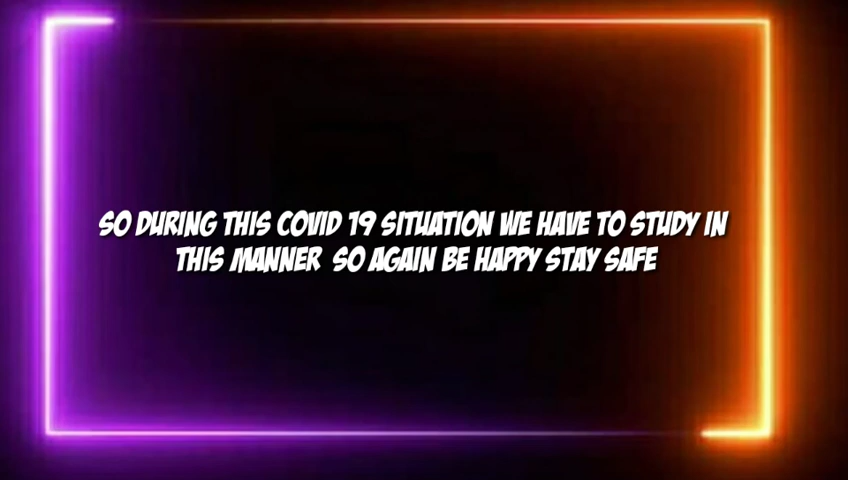 SO DURING THIS COVID 19 SITUATION WE HAVE TO STUDY IN
THIS MANNER  SO AGAIN BE HAPPY STAY SAFE